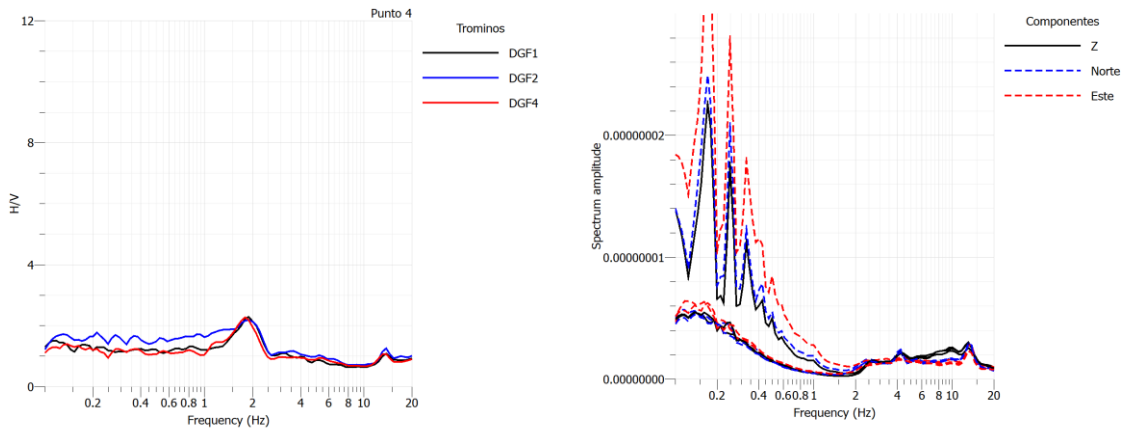 Punto 4
12
8
4
0
H/V
0.2 0.4 0.6 0.8 1 2 4 6 8 10 20
Frequency (Hz)
Trominos
DGF1
DGF2
DGF4
0.00000002
0.00000001
0.00000000
Spectrum amplitude
0.2 0.4 0.6 0.8 1 2 4 6 8 10 20
Frequency (Hz)
Componentes
Z
Norte
Este